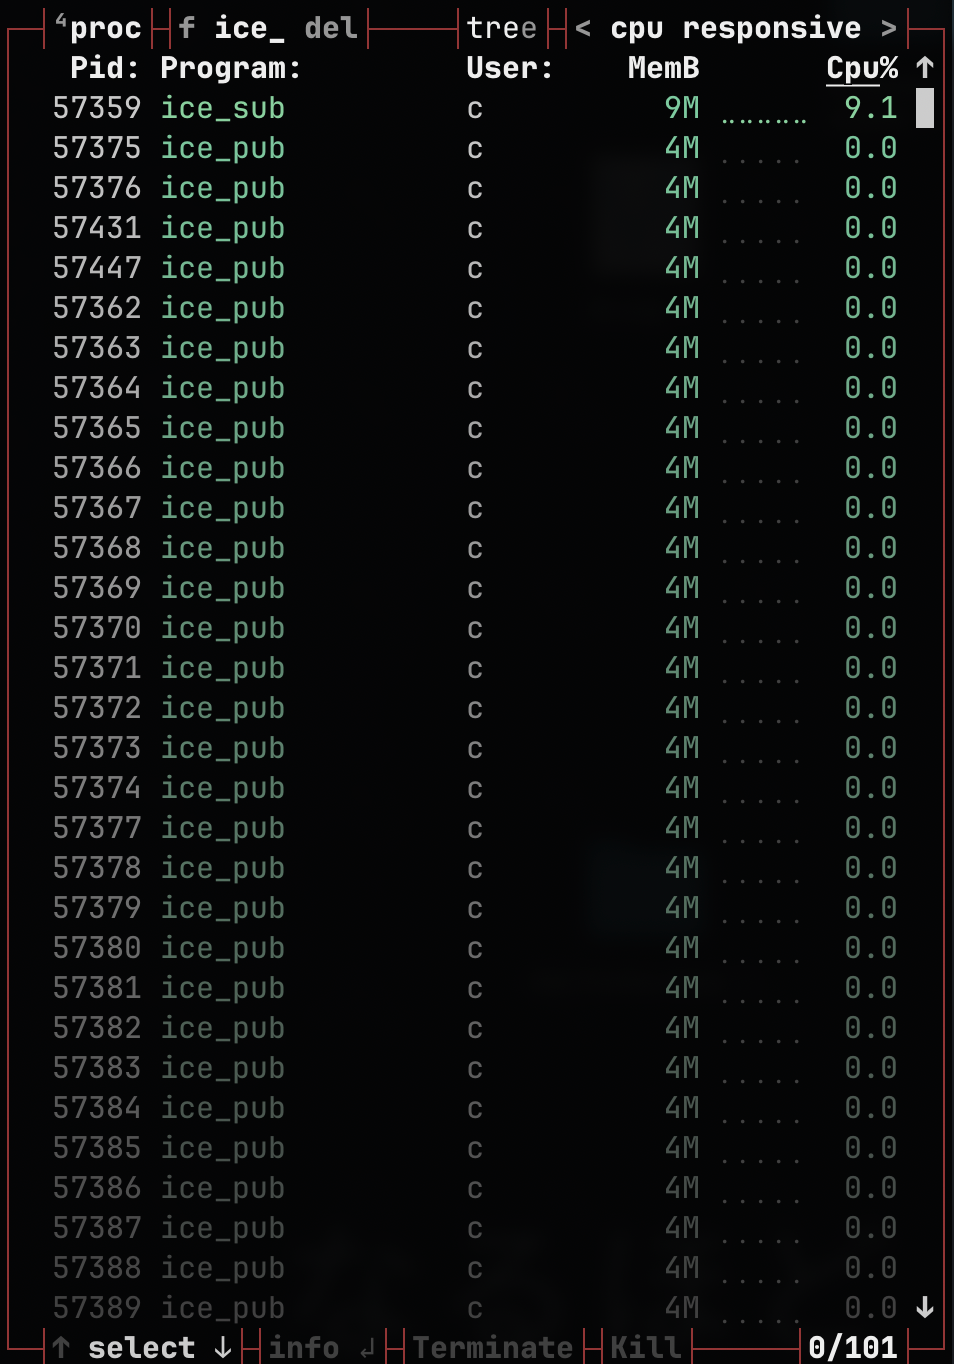 ⁴proc f ice_ del tree < cpu responsive >
Pid: Program: User: MemB Cpu% ↑
57359 ice_sub c 9M 9.1
57375 ice_pub c 4M 0.0
57376 ice_pub c 4M 0.0
57431 ice_pub c 4M 0.0
57447 ice_pub c 4M 0.0
57362 ice_pub c 4M 0.0
57363 ice_pub c 4M 0.0
57364 ice_pub c 4M 0.0
57365 ice_pub c 4M 0.0
57366 ice_pub c 4M 0.0
57367 ice_pub c 4M 0.0
57368 ice_pub c 4M 0.0
57369 ice_pub c 4M 0.0
57370 ice_pub c 4M 0.0
57371 ice_pub c 4M 0.0
57372 ice_pub c 4M 0.0
57373 ice_pub c 4M 0.0
57374 ice_pub c 4M 0.0
57377 ice_pub c 4M 0.0
57378 ice_pub c 4M 0.0
57379 ice_pub c 4M 0.0
57380 ice_pub c 4M 0.0
57381 ice_pub c 4M 0.0
57382 ice_pub c 4M 0.0
57383 ice_pub c 4M 0.0
57384 ice_pub c 4M 0.0
57385 ice_pub c 4M 0.0
57386 ice_pub c 4M 0.0
57387 ice_pub c 4M 0.0
57388 ice_pub c 4M 0.0
57389 ice_pub c 4M 0.0 ↓
↑ select ↓ info ↲ Terminate Kill 0/101